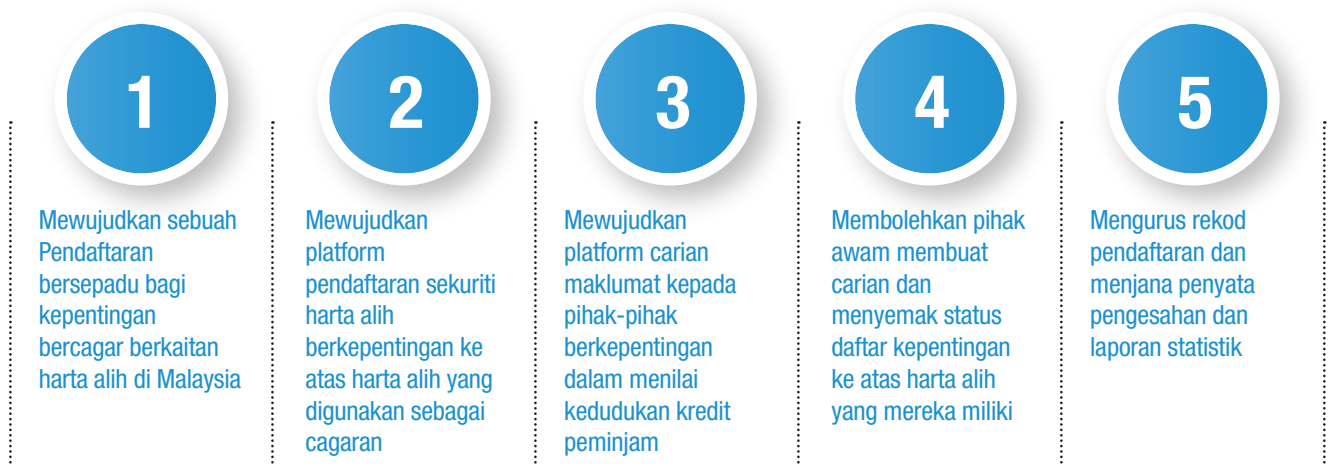 1
Mewujudkan sebuah
Pendaftaran
bersepadu bagi
kepentingan
bercagar berkaitan
harta alih di Malaysia
2
Mewujudkan
platform
pendaftaran sekuriti
harta alih
berkepentingan ke
atas harta alih yang
digunakan sebagai
cagaran
3
Mewujudkan
platform carian
maklumat kepada
pihak-pihak
berkepentingan
dalam menilai
kedudukan kredit
peminjam
4
Membolehkan pihak
awam membuat
carian dan
menyemak status
daftar kepentingan
ke atas harta alih
yang mereka miliki
5
Mengurus rekod
pendaftaran dan
menjana penyata
pengesahan dan
laporan statistik